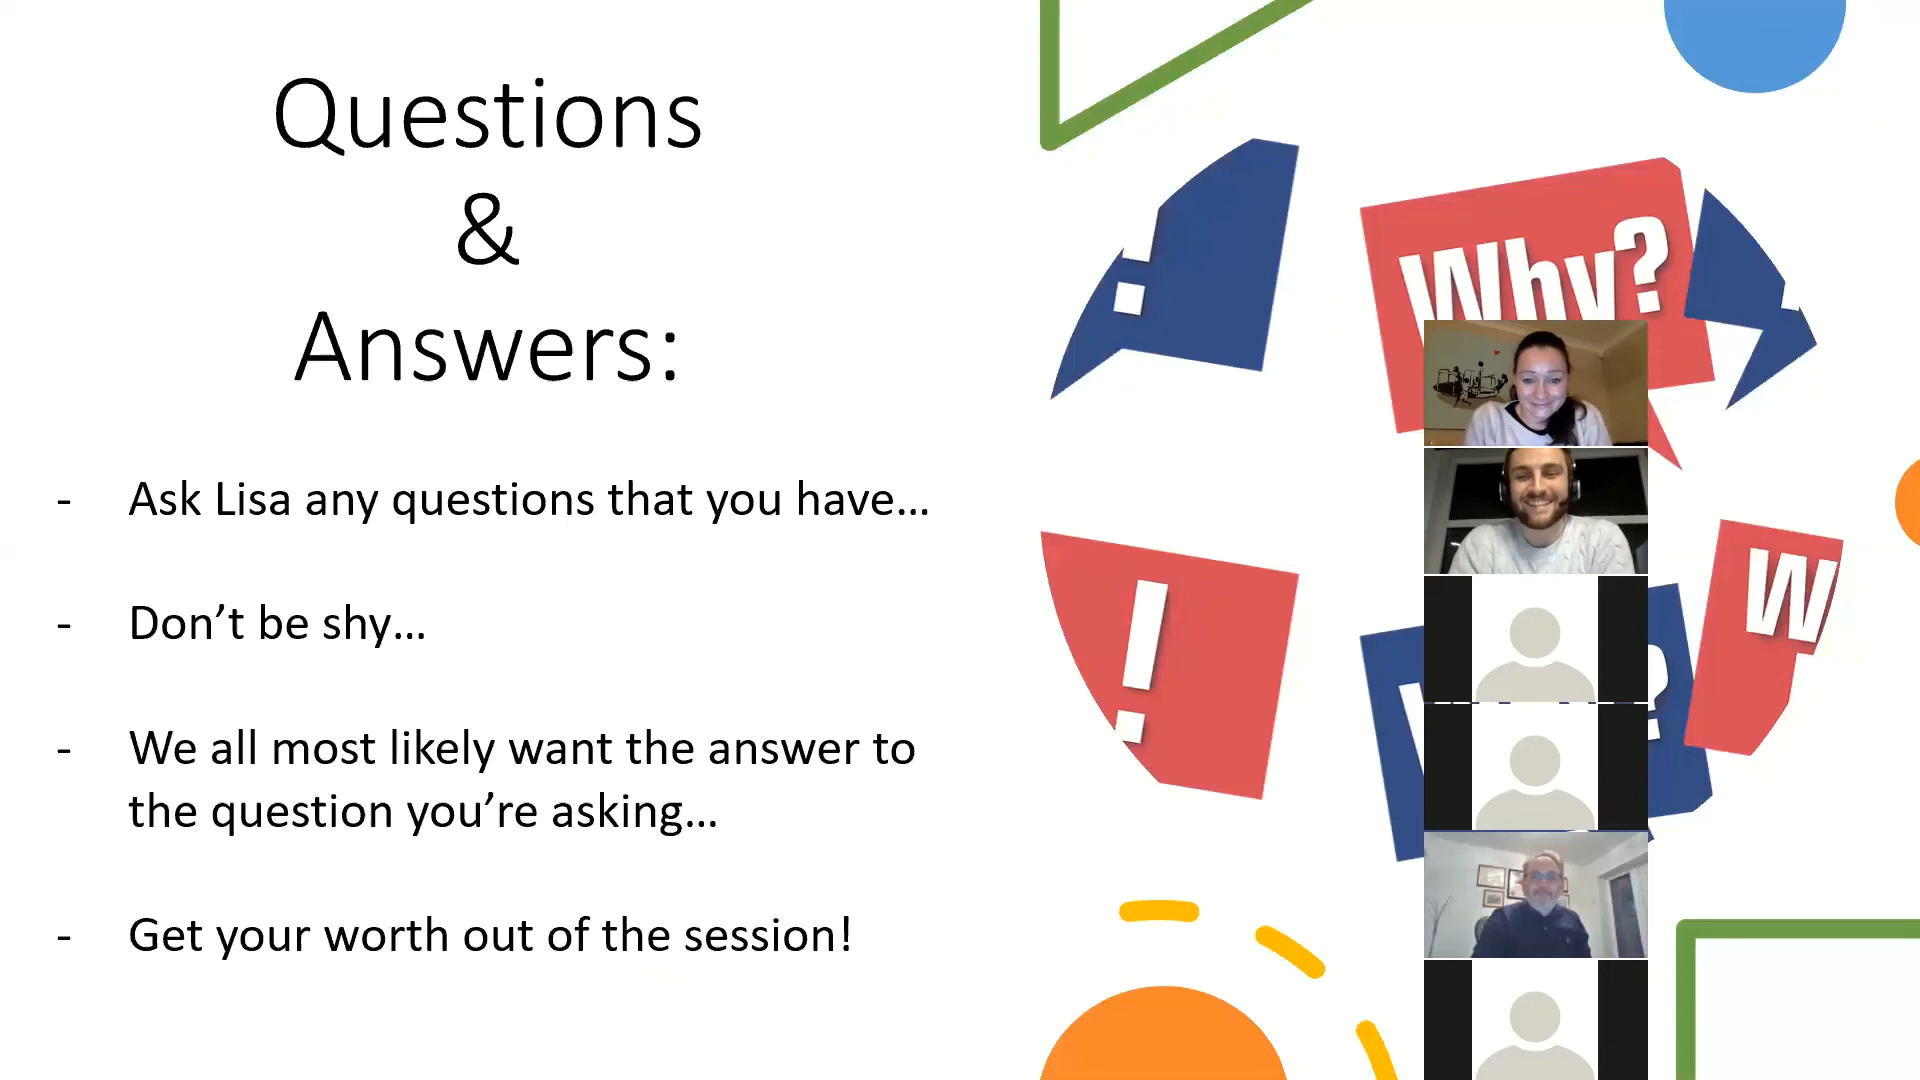 Questions
&
Answers:
- Ask Lisa any questions that you have...
- Don’t be shy...
- We all most likely want the answer to
the question you’re asking...
- Get your worth out of the session!
!
Why?
!
?
W